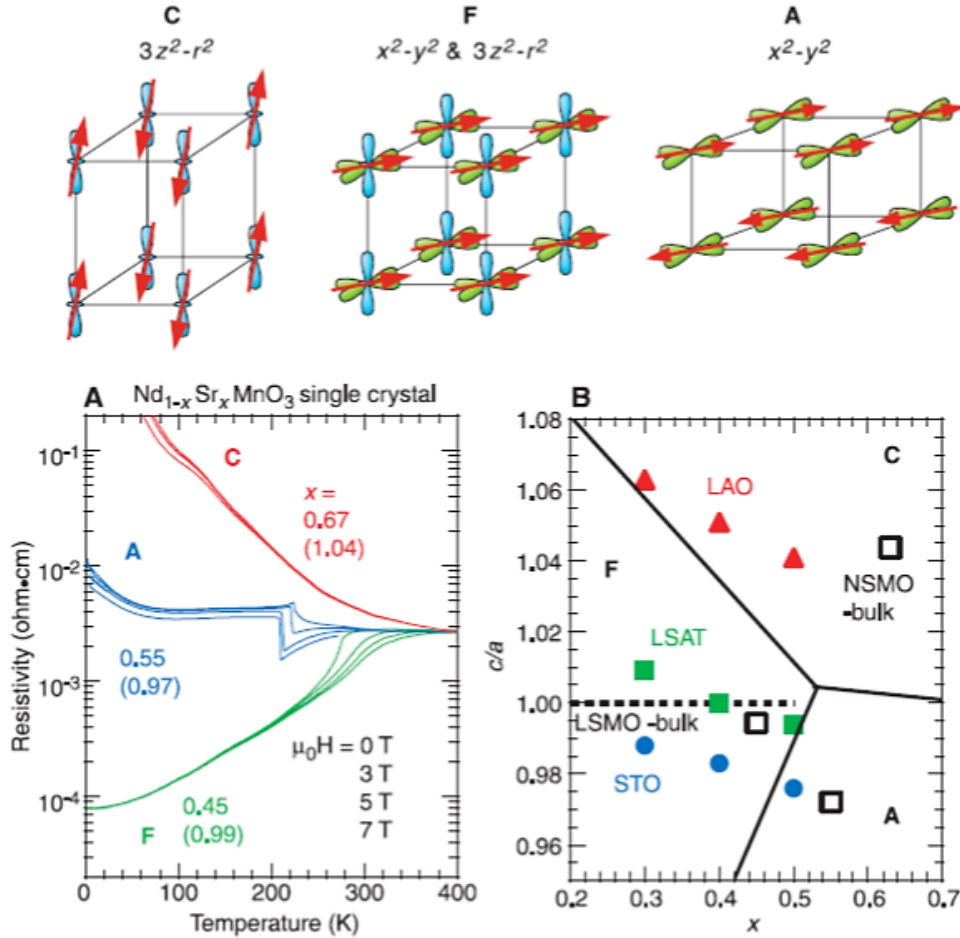 C F A
3z²-r² x²-y² & 3z²-r² x²-y²
A Nd₁₋ₓSrₓMnO₃ single crystal
10⁻¹
10⁻²
10⁻³
10⁻⁴
Resistivity (ohm•cm)
C
x =
0.67
(1.04)
A
0.55
(0.97)
μ₀H = 0 T
3 T
5 T
7 T
0.45
(0.99)
F
0 100 200 300 400
Temperature (K)
B
1.08
1.06
1.04
1.02
1.00
0.98
0.96
c/a
C
LAO
F
NSMO
-bulk
LSAT
LSMO -bulk
STO
A
0.2 0.3 0.4 0.5 0.6 0.7
x